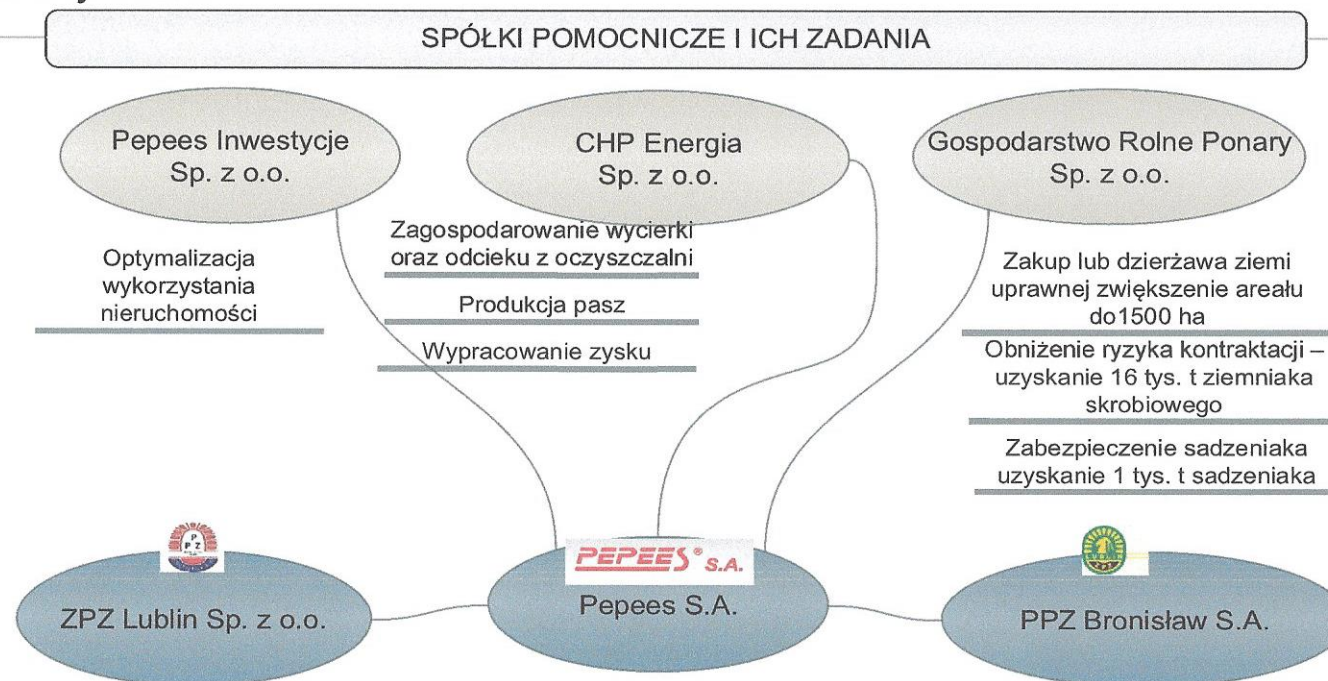 SPÓŁKI POMOCNICZE I ICH ZADANIA
Pepees Inwestycje
Sp. z o.o.
CHP Energia
Sp. z o.o.
Gospodarstwo Rolne Ponary
Sp. z o.o.
Optymalizacja
wykorzystania
nieruchomości
Zagospodarowanie wycierki
oraz odcieku z oczyszczalni
Produkcja pasz
Wypracowanie zysku
Zakup lub dzierżawa ziemi
uprawnej zwiększenie areału
do1500 ha
Obniżenie ryzyka kontraktacji –
uzyskanie 16 tys. t ziemniaka
skrobiowego
Zabezpieczenie sadzeniaka
uzyskanie 1 tys. t sadzeniaka
P
P Z
ZPZ Lublin Sp. z o.o.
PEPEES® S.A.
Pepees S.A.
PPZ Bronisław S.A.